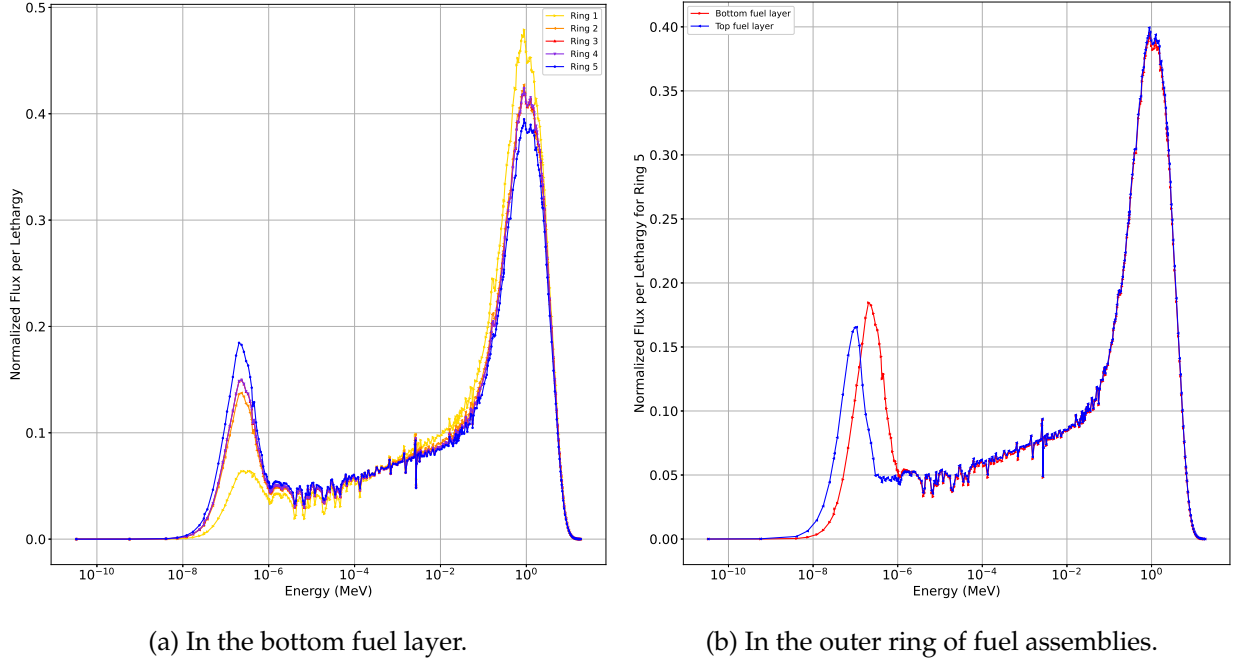 Normalized Flux per Lethargy
0.5
0.4
0.3
0.2
0.1
0.0
Ring 1
Ring 2
Ring 3
Ring 4
Ring 5
10⁻¹⁰
10⁻⁸
10⁻⁶
10⁻⁴
10⁻²
10⁰
Energy (MeV)
(a) In the bottom fuel layer.
Normalized Flux per Lethargy for Ring 5
0.40
0.35
0.30
0.25
0.20
0.15
0.10
0.05
0.00
Bottom fuel layer
Top fuel layer
10⁻¹⁰
10⁻⁸
10⁻⁶
10⁻⁴
10⁻²
10⁰
Energy (MeV)
(b) In the outer ring of fuel assemblies.